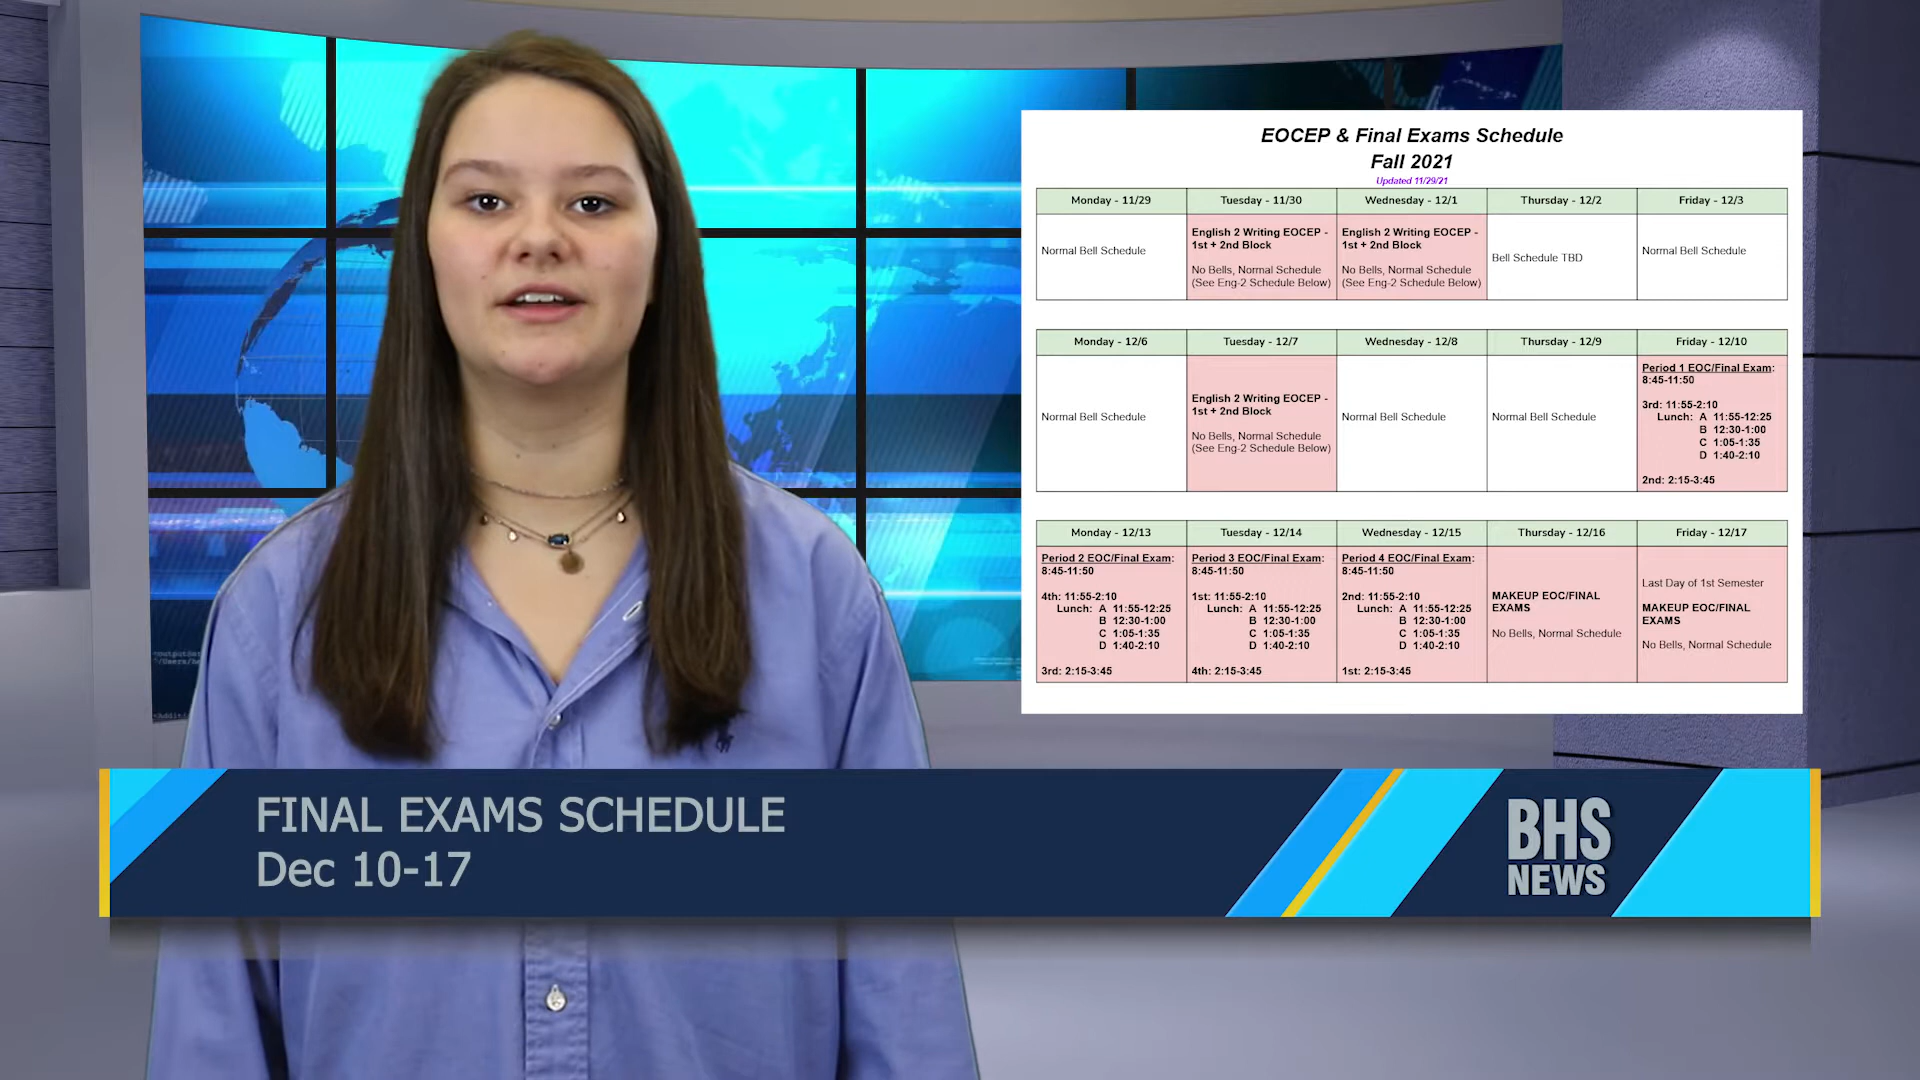 EOCEP & Final Exams Schedule
Fall 2021
Updated 11/29/21
Monday - 11/29
Tuesday - 11/30
Wednesday - 12/1
Thursday - 12/2
Friday - 12/3
Normal Bell Schedule
English 2 Writing EOCEP -
1st + 2nd Block
No Bells, Normal Schedule
(See Eng-2 Schedule Below)
English 2 Writing EOCEP -
1st + 2nd Block
No Bells, Normal Schedule
(See Eng-2 Schedule Below)
Bell Schedule TBD
Normal Bell Schedule
Monday - 12/6
Tuesday - 12/7
Wednesday - 12/8
Thursday - 12/9
Friday - 12/10
Normal Bell Schedule
English 2 Writing EOCEP -
1st + 2nd Block
No Bells, Normal Schedule
(See Eng-2 Schedule Below)
Normal Bell Schedule
Normal Bell Schedule
Period 1 EOC/Final Exam:
8:45-11:50
3rd: 11:55-2:10
Lunch: A 11:55-12:25
B 12:30-1:00
C 1:05-1:35
D 1:40-2:10
2nd: 2:15-3:45
Monday - 12/13
Tuesday - 12/14
Wednesday - 12/15
Thursday - 12/16
Friday - 12/17
Period 2 EOC/Final Exam:
8:45-11:50
4th: 11:55-2:10
Lunch: A 11:55-12:25
B 12:30-1:00
C 1:05-1:35
D 1:40-2:10
3rd: 2:15-3:45
Period 3 EOC/Final Exam:
8:45-11:50
1st: 11:55-2:10
Lunch: A 11:55-12:25
B 12:30-1:00
C 1:05-1:35
D 1:40-2:10
4th: 2:15-3:45
Period 4 EOC/Final Exam:
8:45-11:50
2nd: 11:55-2:10
Lunch: A 11:55-12:25
B 12:30-1:00
C 1:05-1:35
D 1:40-2:10
1st: 2:15-3:45
MAKEUP EOC/FINAL
EXAMS
No Bells, Normal Schedule
Last Day of 1st Semester
MAKEUP EOC/FINAL
EXAMS
No Bells, Normal Schedule
FINAL EXAMS SCHEDULE
Dec 10-17
BHS
NEWS